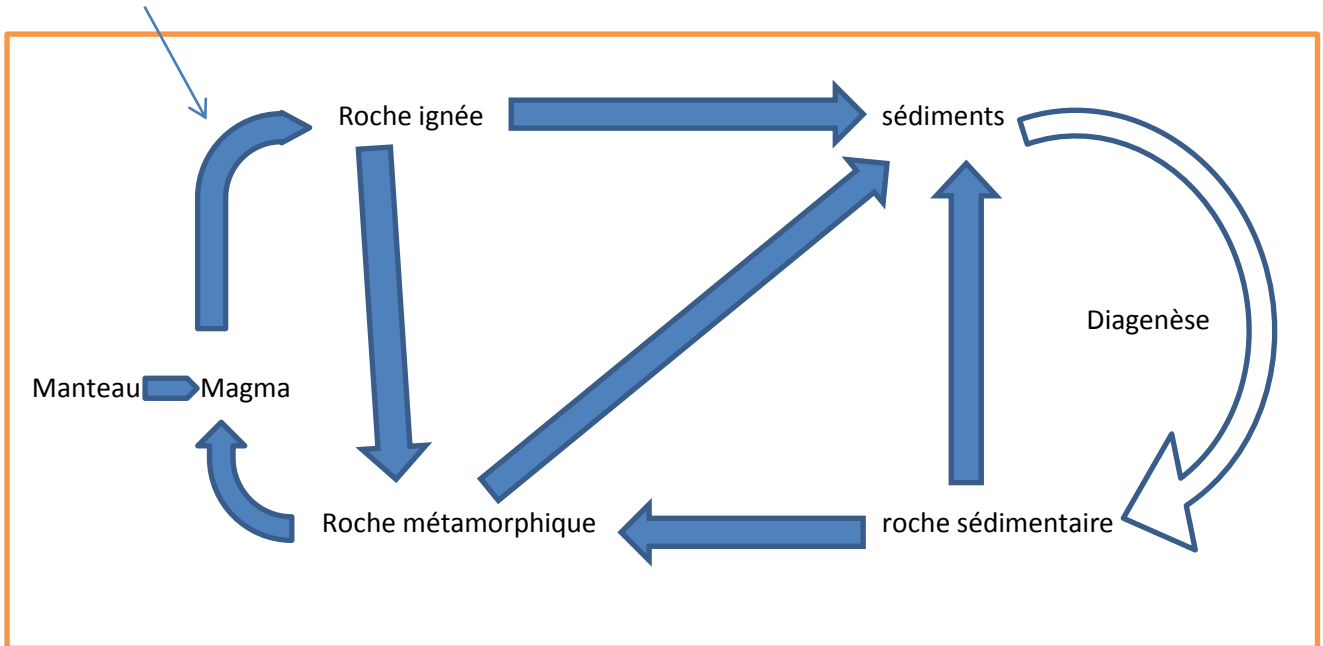 Roche ignée
sédiments
Diagenèse
Manteau
Magma
Roche métamorphique
roche sédimentaire